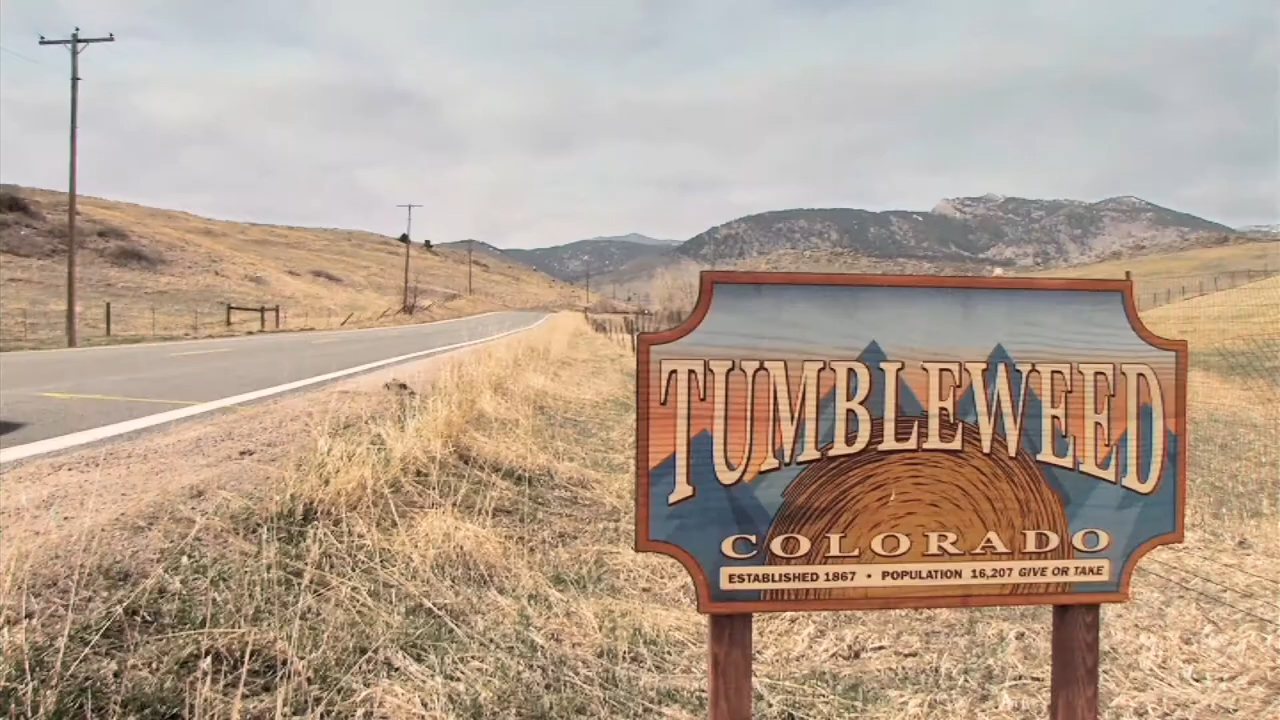 TUMBLEWEED
COLORADO
ESTABLISHED 1867 • POPULATION 16,207 GIVE OR TAKE